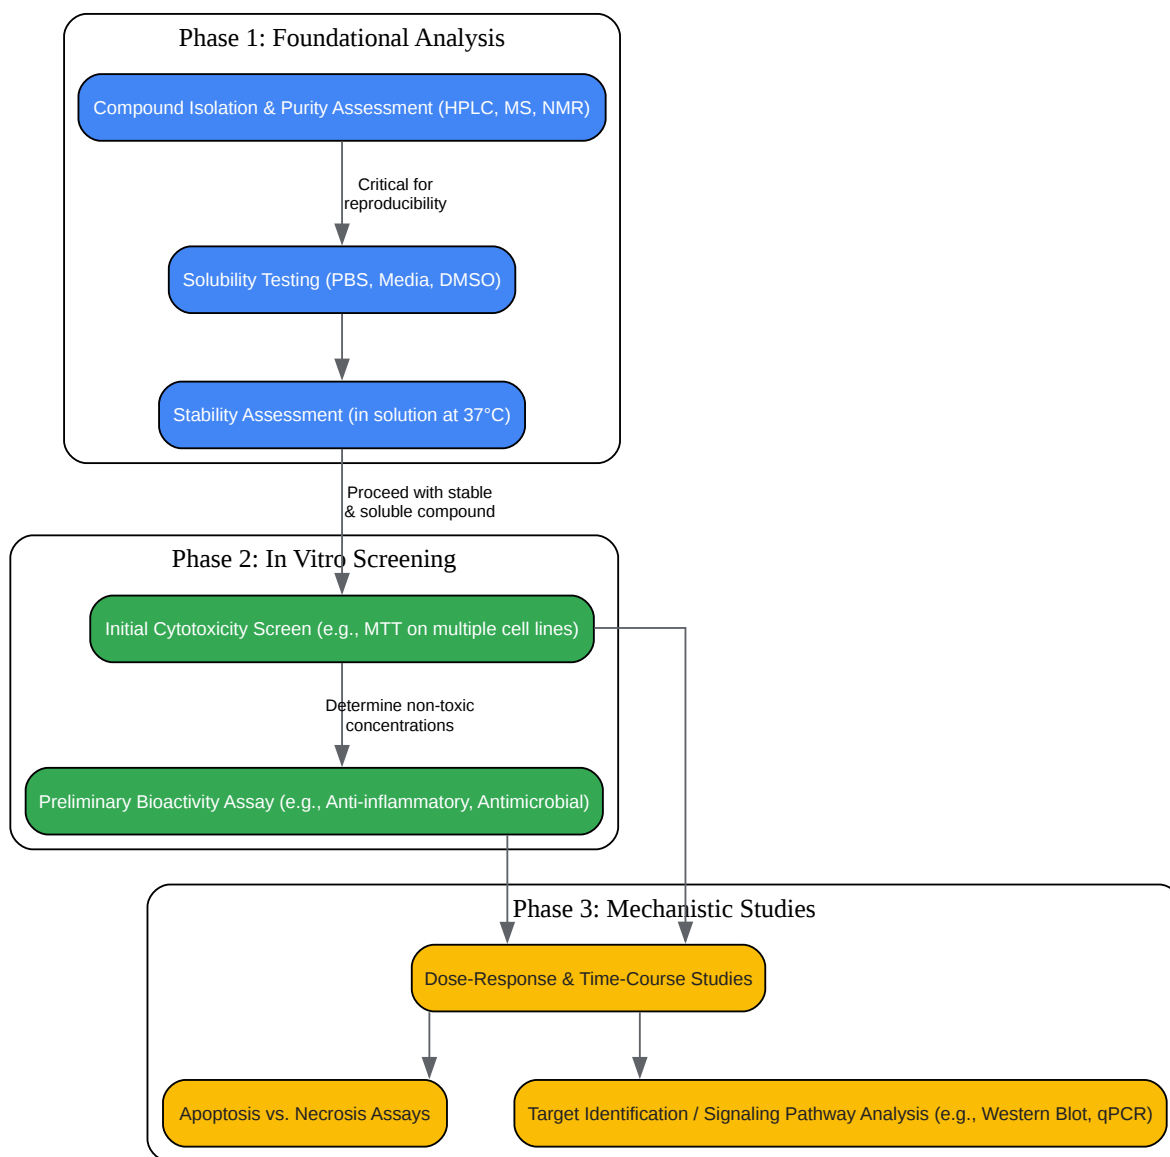 Phase 1: Foundational Analysis
Compound Isolation & Purity Assessment (HPLC, MS, NMR)
Critical for
reproducibility
Solubility Testing (PBS, Media, DMSO)
Stability Assessment (in solution at 37°C)
Proceed with stable
& soluble compound
Phase 2: In Vitro Screening
Initial Cytotoxicity Screen (e.g., MTT on multiple cell lines)
Determine non-toxic
concentrations
Preliminary Bioactivity Assay (e.g., Anti-inflammatory, Antimicrobial)
Phase 3: Mechanistic Studies
Dose-Response & Time-Course Studies
Apoptosis vs. Necrosis Assays
Target Identification / Signaling Pathway Analysis (e.g., Western Blot, qPCR)